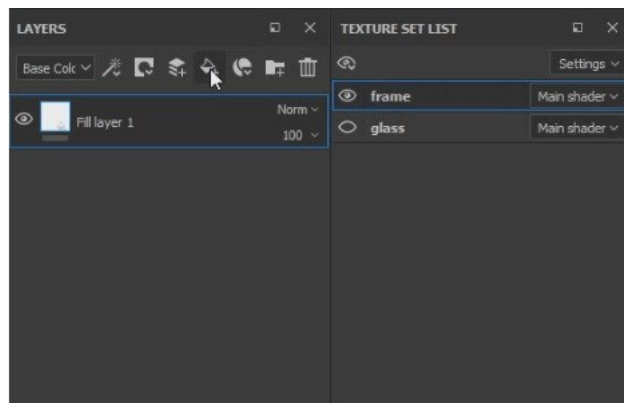 LAYERS
Base Colc
Fill layer 1
Norm
100
TEXTURE SET LIST
Settings
frame
Main shader
glass
Main shader